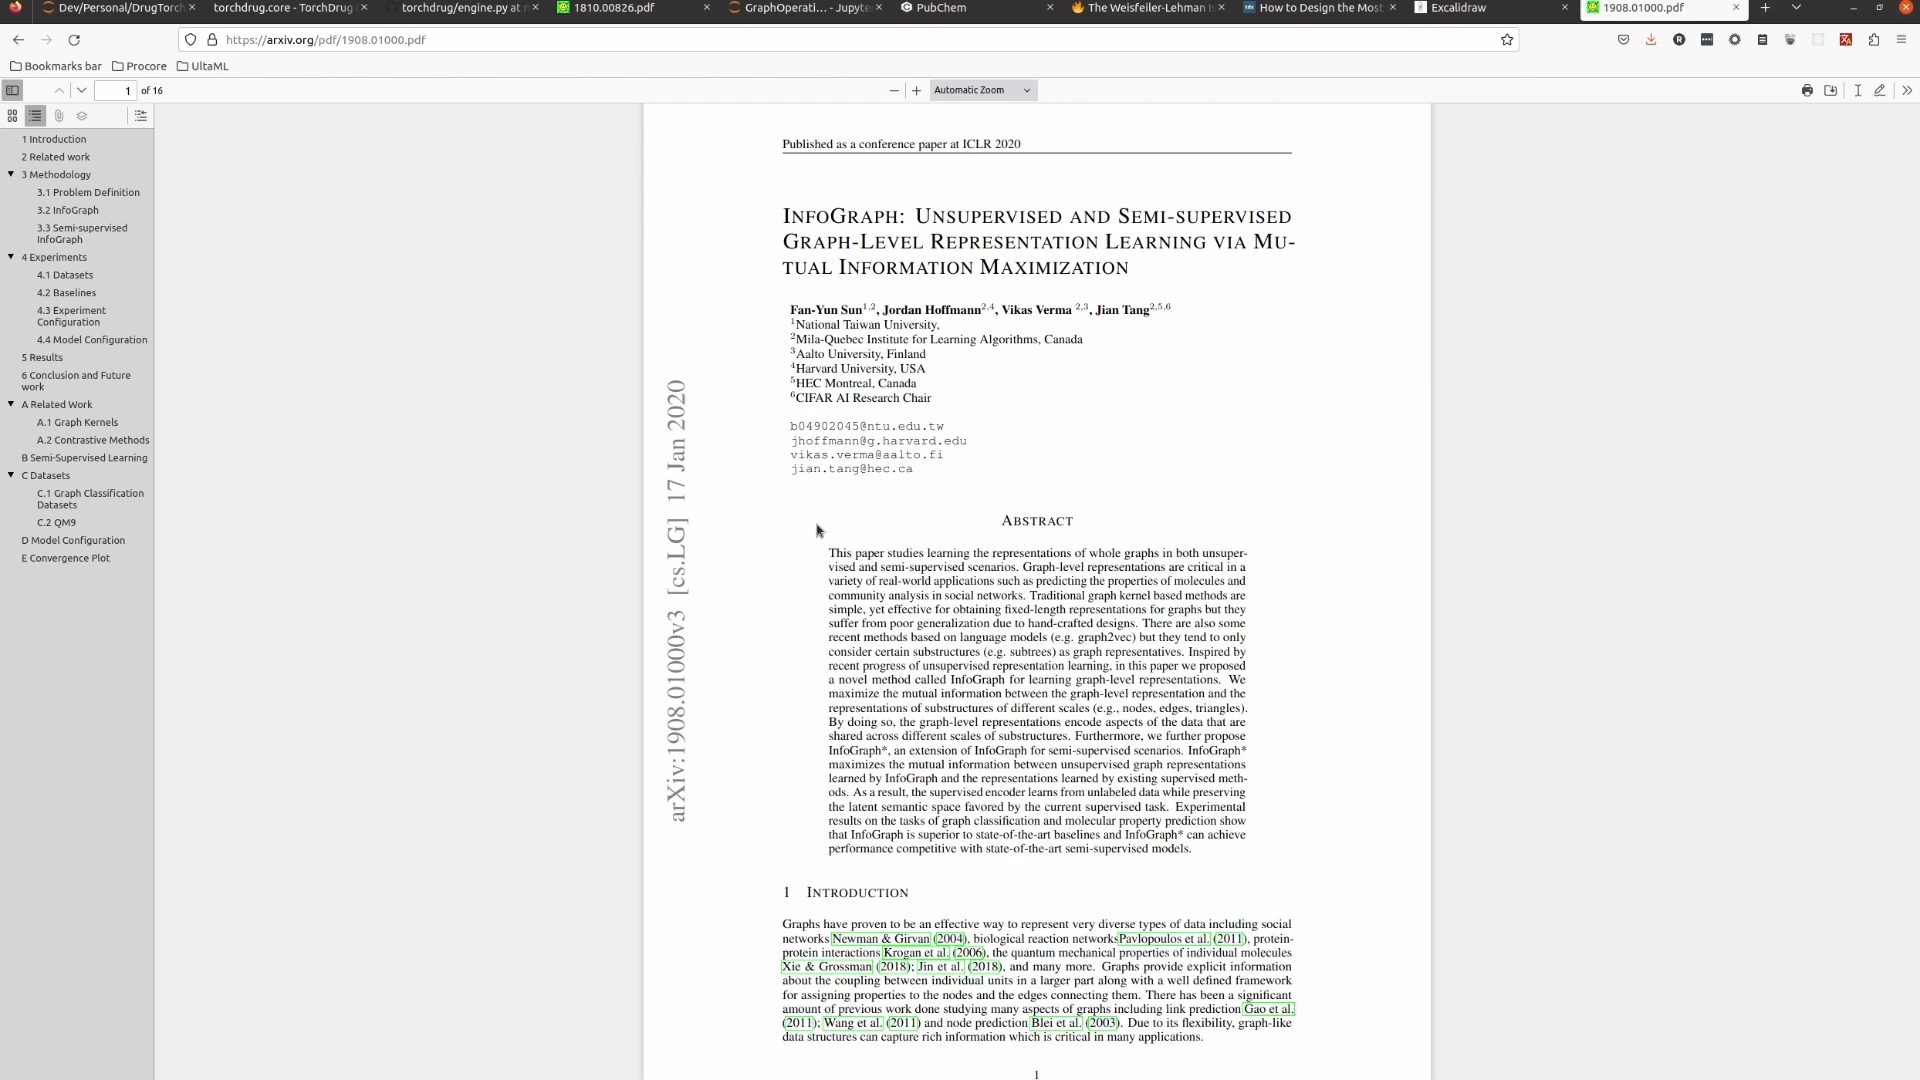 Dev/Personal/DrugTorch
torchdrug.core - TorchDrug
torchdrug/engine.py at
1810.00826.pdf
GraphOperati... - Jupyte
PubChem
The Weisfeiler-Lehman
How to Design the Most
Excalidraw
1908.01000.pdf
https://arxiv.org/pdf/1908.01000.pdf
Bookmarks bar
Procore
UltaML
1 of 16
Automatic Zoom
1 Introduction
2 Related work
3 Methodology
3.1 Problem Definition
3.2 InfoGraph
3.3 Semi-supervised
InfoGraph
4 Experiments
4.1 Datasets
4.2 Baselines
4.3 Experiment
Configuration
4.4 Model Configuration
5 Results
6 Conclusion and Future
work
A Related Work
A.1 Graph Kernels
A.2 Contrastive Methods
B Semi-Supervised Learning
C Datasets
C.1 Graph Classification
Datasets
C.2 QM9
D Model Configuration
E Convergence Plot
arXiv:1908.01000v3 [cs.LG] 17 Jan 2020
Published as a conference paper at ICLR 2020
INFOGRAPH: UNSUPERVISED AND SEMI-SUPERVISED
GRAPH-LEVEL REPRESENTATION LEARNING VIA MU-
TUAL INFORMATION MAXIMIZATION
Fan-Yun Sun1,2, Jordan Hoffmann2,4, Vikas Verma 2,3, Jian Tang2,5,6
1National Taiwan University,
2Mila-Quebec Institute for Learning Algorithms, Canada
3Aalto University, Finland
4Harvard University, USA
5HEC Montreal, Canada
6CIFAR AI Research Chair
b04902045@ntu.edu.tw
jhoffmann@g.harvard.edu
vikas.verma@aalto.fi
jian.tang@hec.ca
ABSTRACT
This paper studies learning the representations of whole graphs in both unsuper-
vised and semi-supervised scenarios. Graph-level representations are critical in a
variety of real-world applications such as predicting the properties of molecules and
community analysis in social networks. Traditional graph kernel based methods are
simple, yet effective for obtaining fixed-length representations for graphs but they
suffer from poor generalization due to hand-crafted designs. There are also some
recent methods based on language models (e.g. graph2vec) but they tend to only
consider certain substructures (e.g. subtrees) as graph representatives. Inspired by
recent progress of unsupervised representation learning, in this paper we proposed
a novel method called InfoGraph for learning graph-level representations. We
maximize the mutual information between the graph-level representation and the
representations of substructures of different scales (e.g., nodes, edges, triangles).
By doing so, the graph-level representations encode aspects of the data that are
shared across different scales of substructures. Furthermore, we further propose
InfoGraph*, an extension of InfoGraph for semi-supervised scenarios. InfoGraph*
maximizes the mutual information between unsupervised graph representations
learned by InfoGraph and the representations learned by existing supervised meth-
ods. As a result, the supervised encoder learns from unlabeled data while preserving
the latent semantic space favored by the current supervised task. Experimental
results on the tasks of graph classification and molecular property prediction show
that InfoGraph is superior to state-of-the-art baselines and InfoGraph* can achieve
performance competitive with state-of-the-art semi-supervised models.
1 INTRODUCTION
Graphs have proven to be an effective way to represent very diverse types of data including social
networks Newman & Girvan (2004), biological reaction networksPavlopoulos et al. (2011), protein-
protein interactions Krogan et al. (2006), the quantum mechanical properties of individual molecules
Xie & Grossman (2018); Jin et al. (2018), and many more. Graphs provide explicit information
about the coupling between individual units in a larger part along with a well defined framework
for assigning properties to the nodes and the edges connecting them. There has been a significant
amount of previous work done studying many aspects of graphs including link prediction Gao et al.
(2011); Wang et al. (2011) and node prediction Blei et al. (2003). Due to its flexibility, graph-like
data structures can capture rich information which is critical in many applications.
1